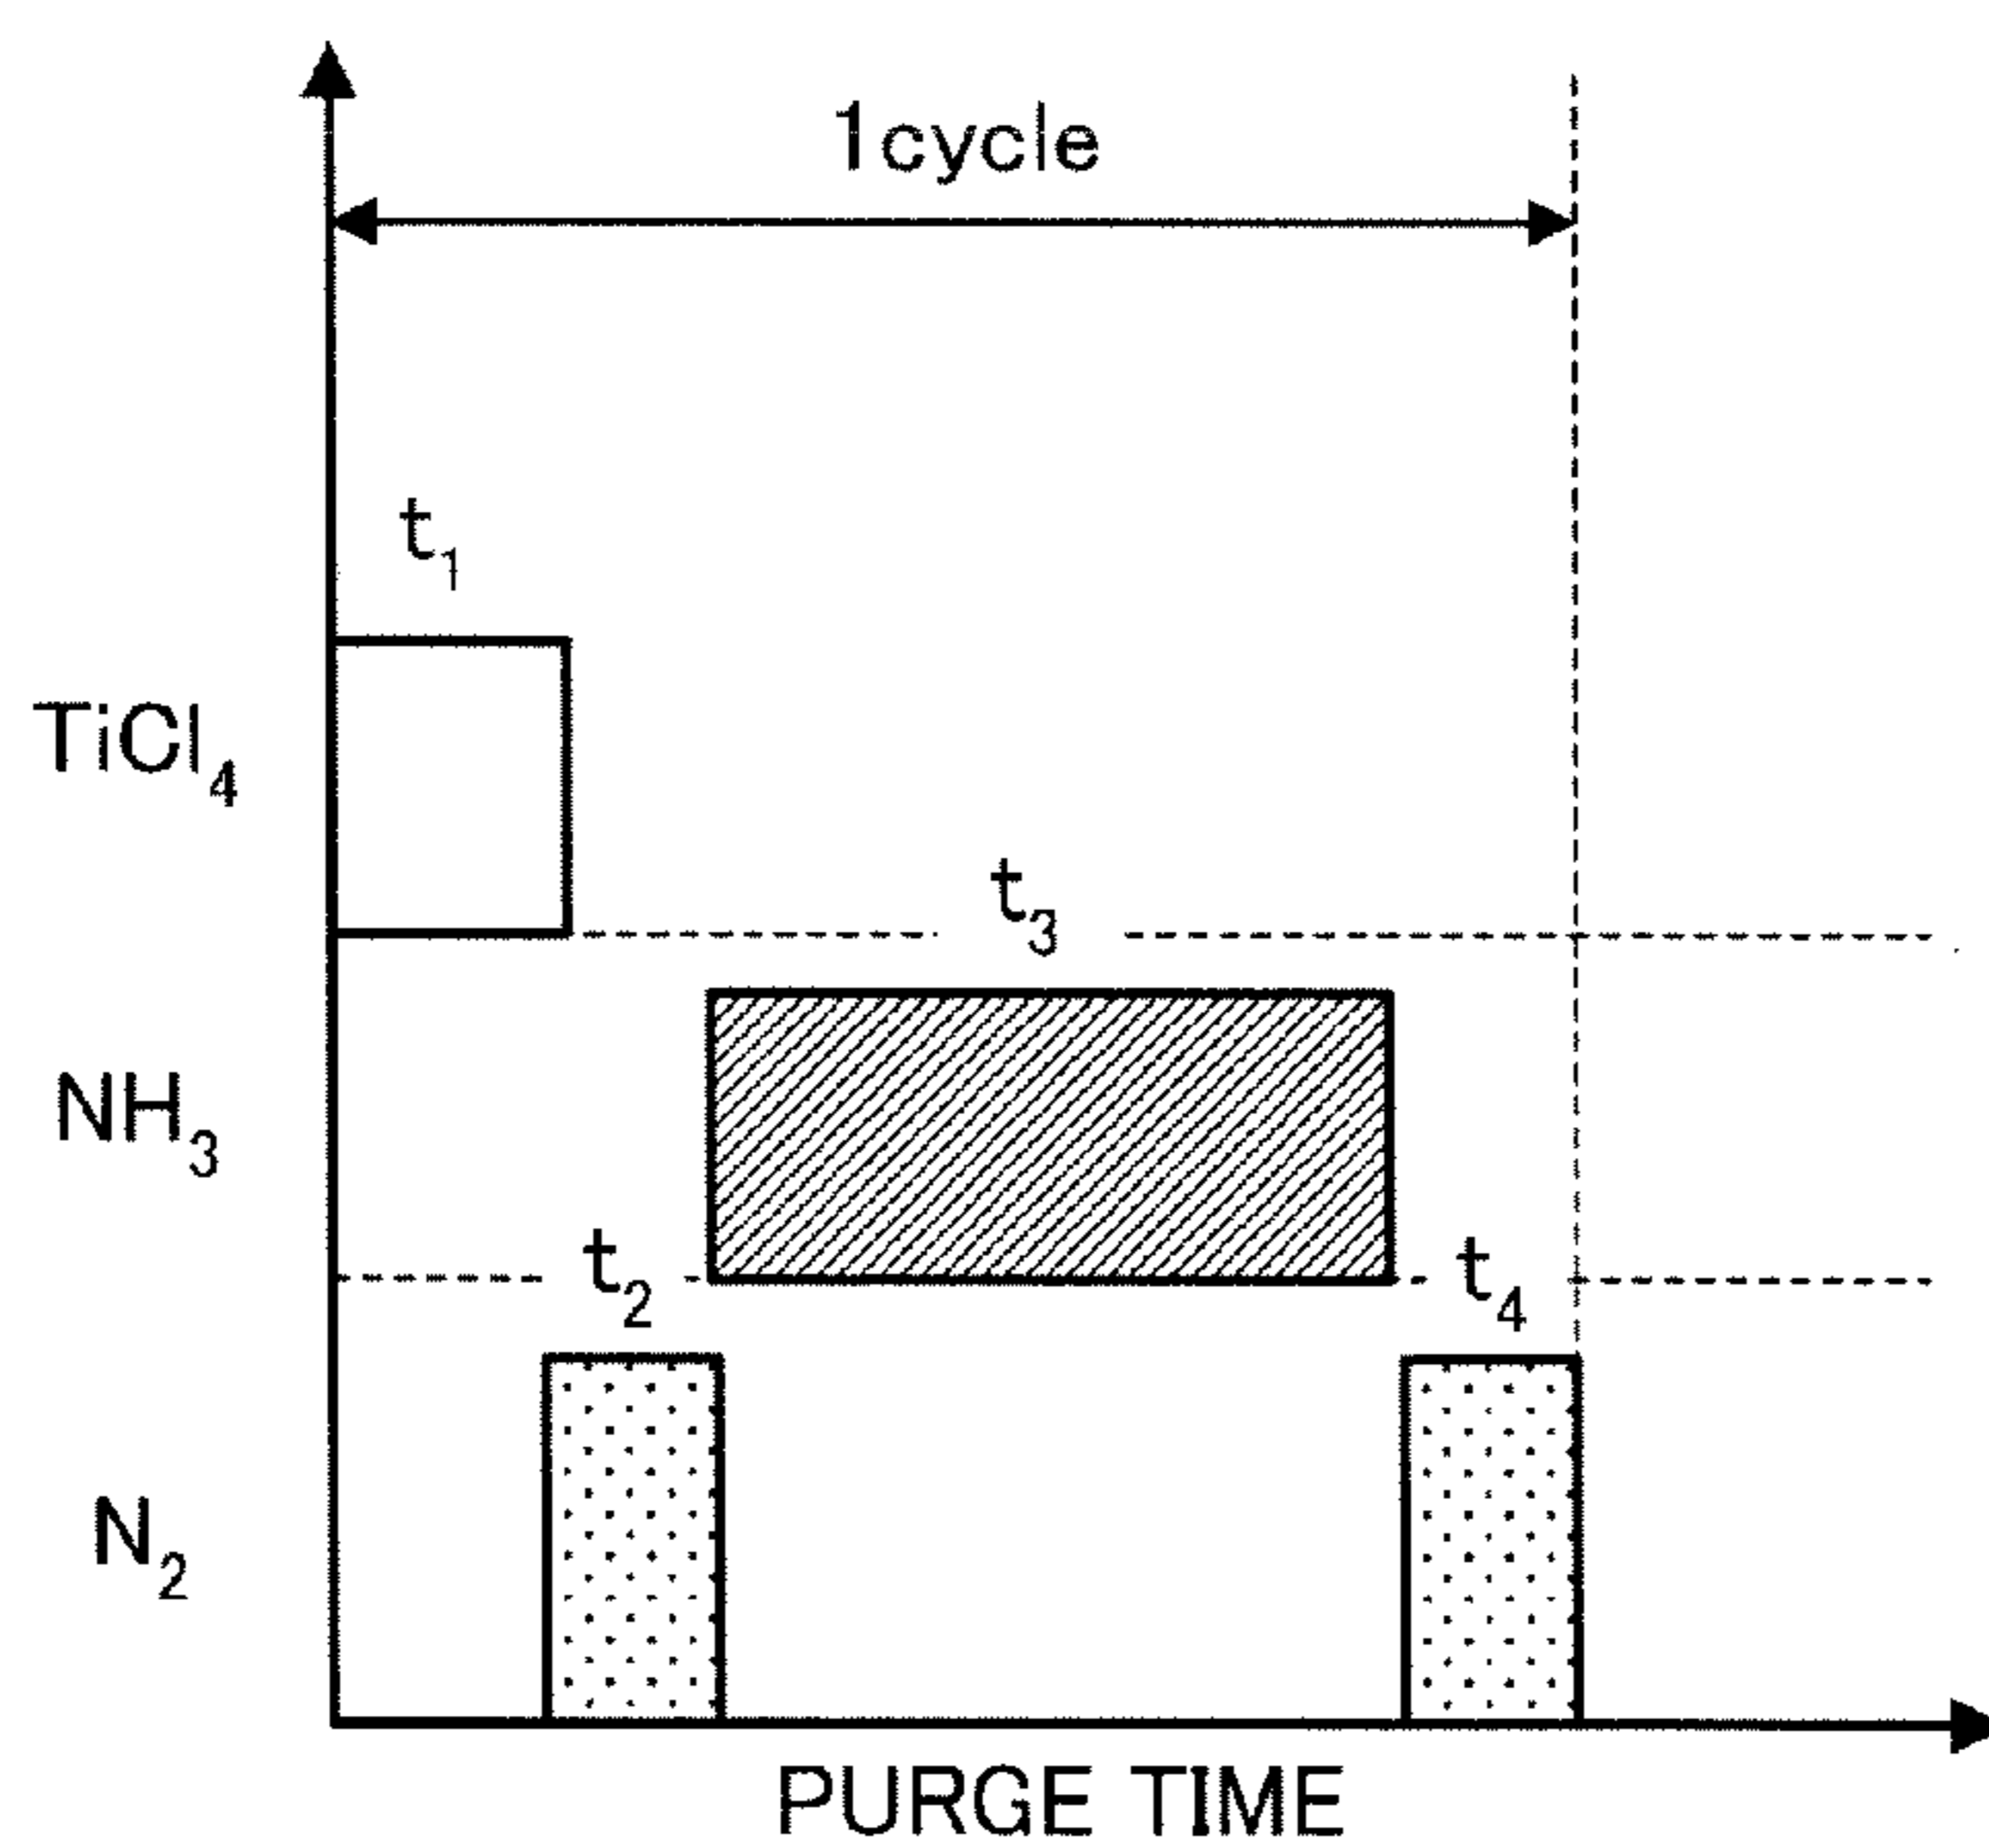 1cycle
t₁
TiCl₄
t₃
NH₃
t₂
t₄
N₂
PURGE TIME